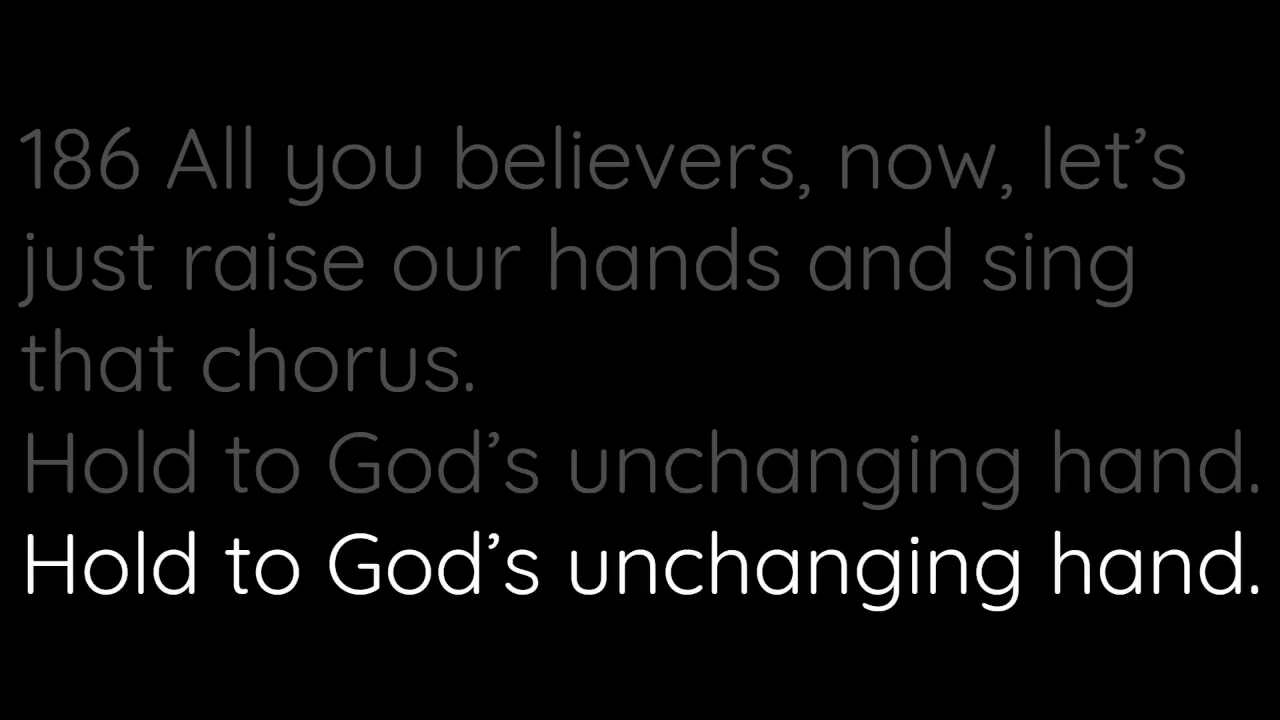 186 All you believers, now, let’s
just raise our hands and sing
that chorus.
Hold to God’s unchanging hand.
Hold to God’s unchanging hand.